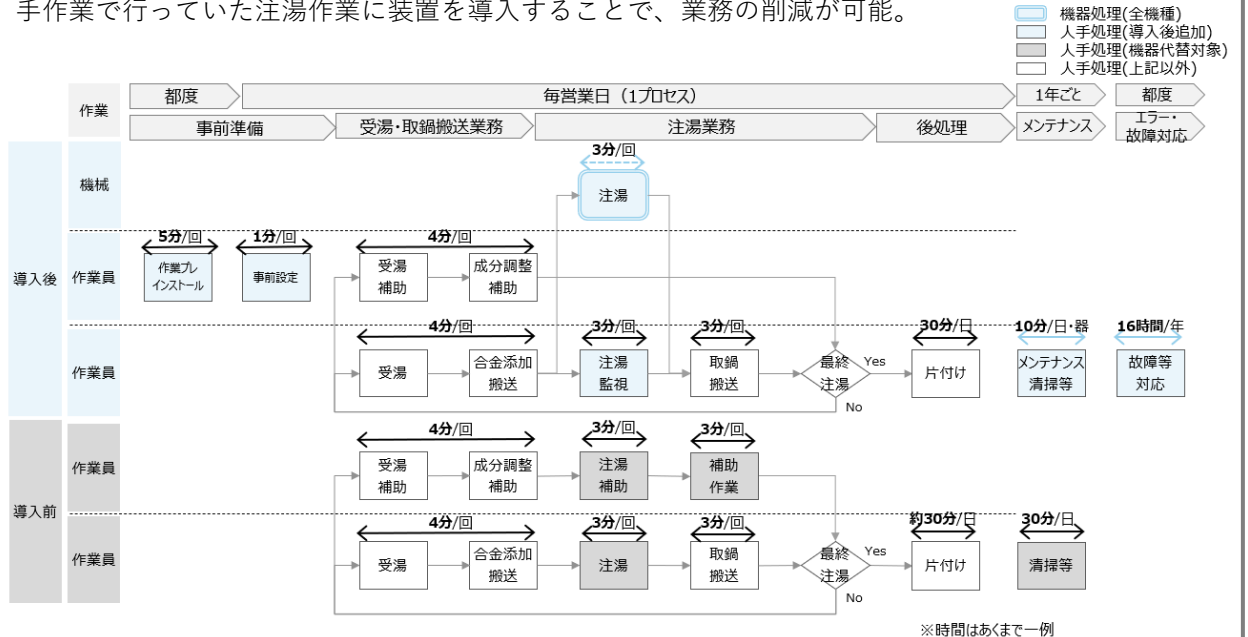 手作業で行っていた注湯作業に装置を導入することで、業務の削減が可能。
機器処理(全機種)
人手処理(導入後追加)
人手処理(機器代替対象)
人手処理(上記以外)
作業
都度
毎営業日（1プロセス）
1年ごと
都度
事前準備
受湯・取鍋搬送業務
注湯業務
後処理
メンテナンス
エラー・
故障対応
導入後
機械
3分/回
注湯
作業員
5分/回
作業プレ
インストール
1分/回
事前設定
4分/回
受湯
補助
成分調整
補助
作業員
4分/回
受湯
合金添加
搬送
3分/回
注湯
監視
3分/回
取鍋
搬送
最終
注湯
Yes
No
30分/日
片付け
10分/日・器
メンテナンス
清掃等
16時間/年
故障等
対応
導入前
作業員
4分/回
受湯
補助
成分調整
補助
3分/回
注湯
補助
3分/回
補助
作業
作業員
4分/回
受湯
合金添加
搬送
3分/回
注湯
3分/回
取鍋
搬送
最終
注湯
Yes
No
約30分/日
片付け
30分/日
清掃等
※時間はあくまで一例